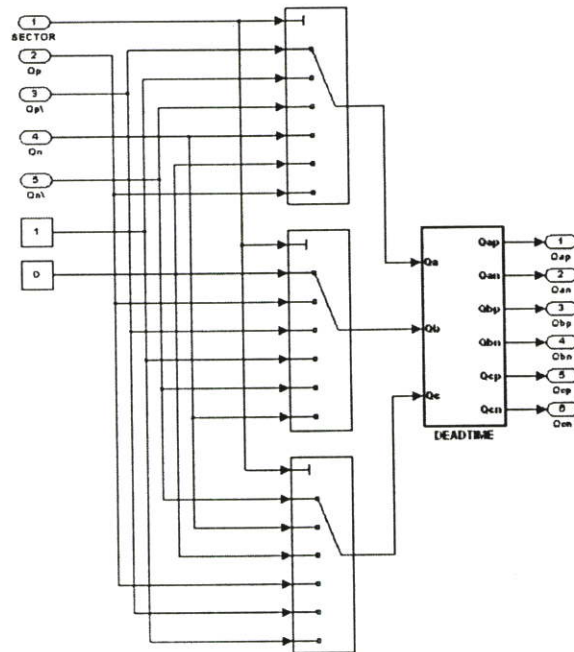 1
SECTOR
2
Qp
3
Qp\
4
Qn
5
Qn\
1
0
Qa
Qb
Qc
Qap
Qan
Qbp
Qbn
Qcp
Qcn
DEADTIME
1
Qap
2
Qan
3
Qbp
4
Qbn
5
Qcp
6
Qcn